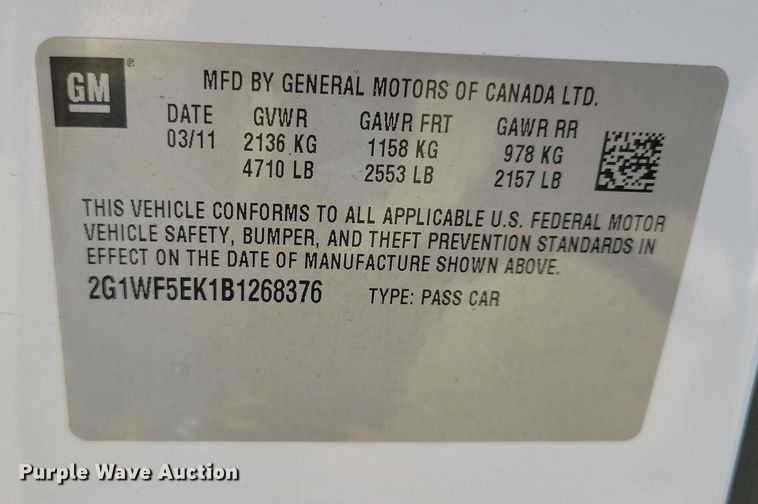 GM ®
MFD BY GENERAL MOTORS OF CANADA LTD.
DATE GVWR GAWR FRT GAWR RR
03/11 2136 KG 1158 KG 978 KG
4710 LB 2553 LB 2157 LB
THIS VEHICLE CONFORMS TO ALL APPLICABLE U.S. FEDERAL MOTOR
VEHICLE SAFETY, BUMPER, AND THEFT PREVENTION STANDARDS IN
EFFECT ON THE DATE OF MANUFACTURE SHOWN ABOVE.
2G1WF5EK1B1268376 TYPE: PASS CAR
Purple Wave Auction